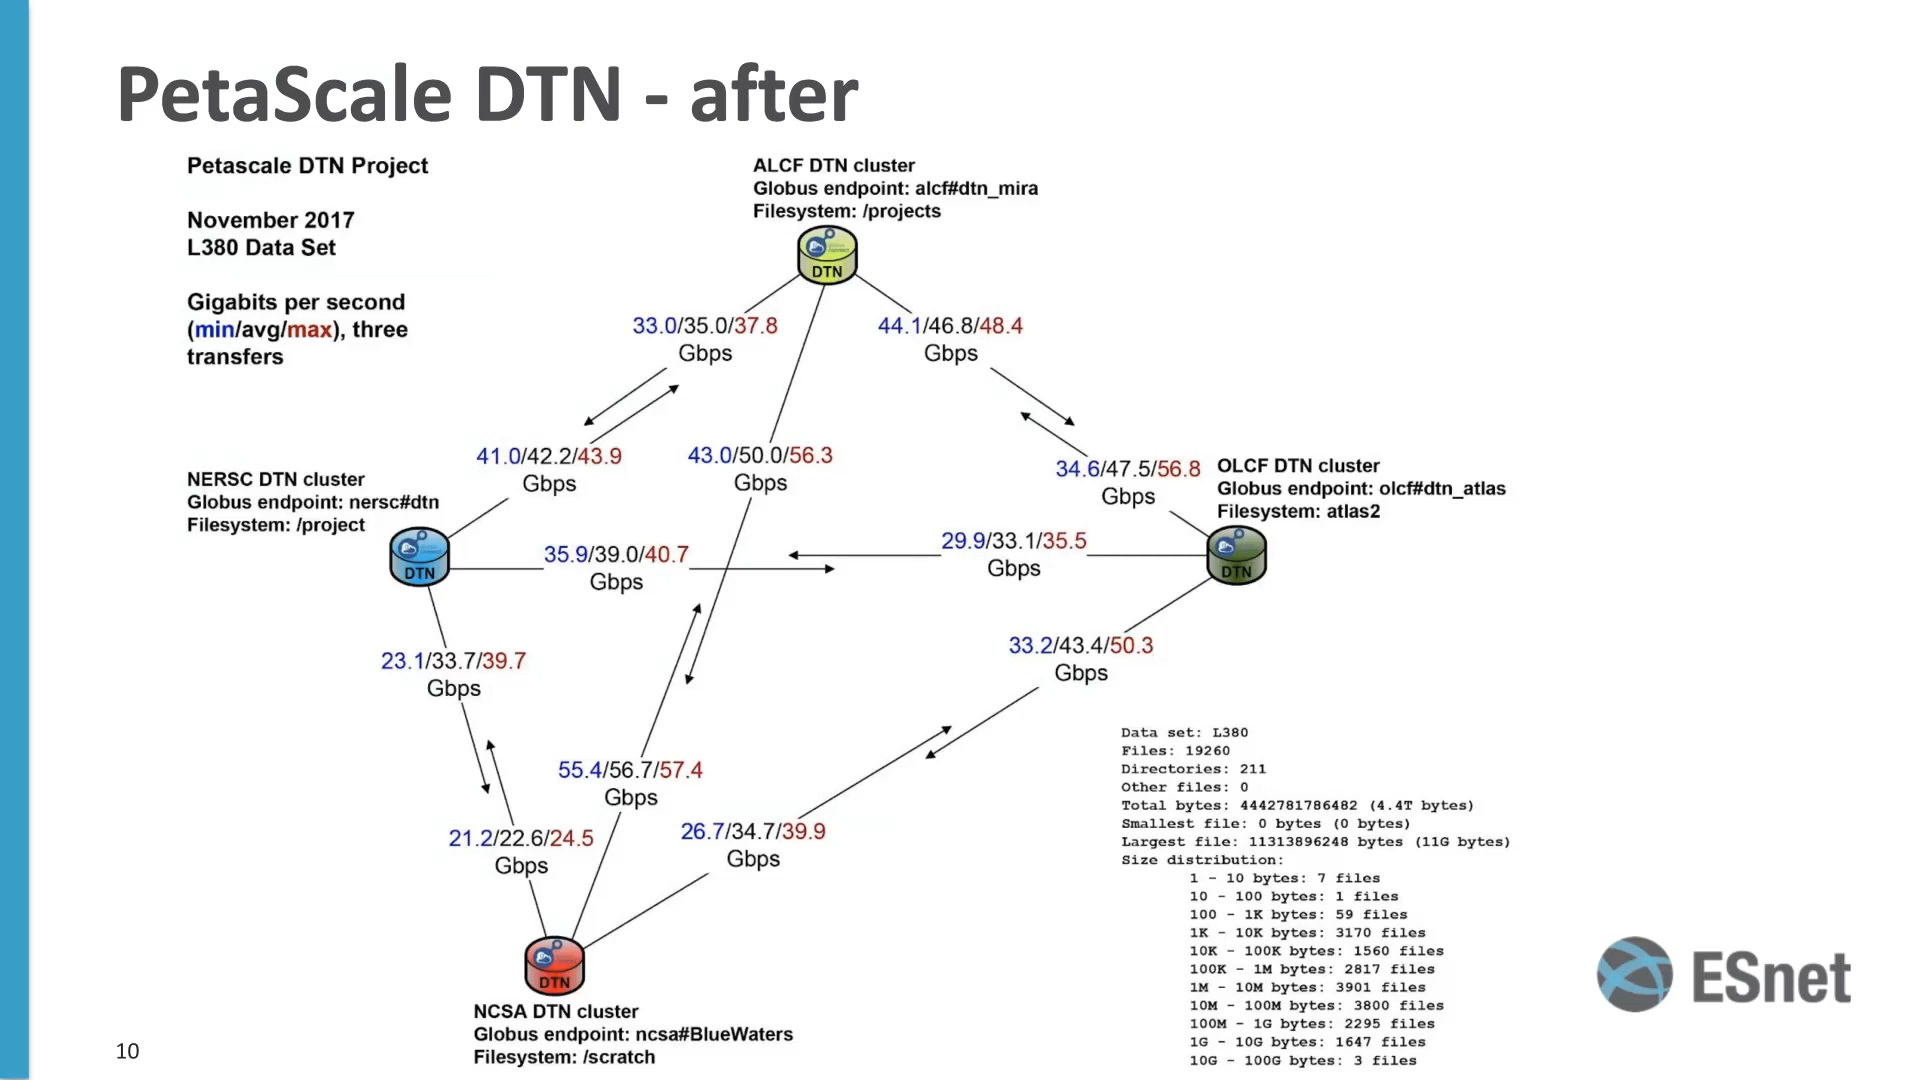 PetaScale DTN - after
Petascale DTN Project
November 2017
L380 Data Set
Gigabits per second
(min/avg/max), three
transfers
ALCF DTN cluster
Globus endpoint: alcf#dtn_mira
Filesystem: /projects
DTN
33.0/35.0/37.8
Gbps
44.1/46.8/48.4
Gbps
41.0/42.2/43.9
Gbps
43.0/50.0/56.3
Gbps
34.6/47.5/56.8
Gbps
OLCF DTN cluster
Globus endpoint: olcf#dtn_atlas
Filesystem: atlas2
DTN
NERSC DTN cluster
Globus endpoint: nersc#dtn
Filesystem: /project
DTN
35.9/39.0/40.7
Gbps
29.9/33.1/35.5
Gbps
23.1/33.7/39.7
Gbps
33.2/43.4/50.3
Gbps
55.4/56.7/57.4
Gbps
21.2/22.6/24.5
Gbps
26.7/34.7/39.9
Gbps
DTN
NCSA DTN cluster
Globus endpoint: ncsa#BlueWaters
Filesystem: /scratch
Data set: L380
Files: 19260
Directories: 211
Other files: 0
Total bytes: 4442781786482 (4.4T bytes)
Smallest file: 0 bytes (0 bytes)
Largest file: 11313896248 bytes (11G bytes)
Size distribution:
1 - 10 bytes: 7 files
10 - 100 bytes: 1 files
100 - 1K bytes: 59 files
1K - 10K bytes: 3170 files
10K - 100K bytes: 1560 files
100K - 1M bytes: 2817 files
1M - 10M bytes: 3901 files
10M - 100M bytes: 3800 files
100M - 1G bytes: 2295 files
1G - 10G bytes: 1647 files
10G - 100G bytes: 3 files
ESnet
10